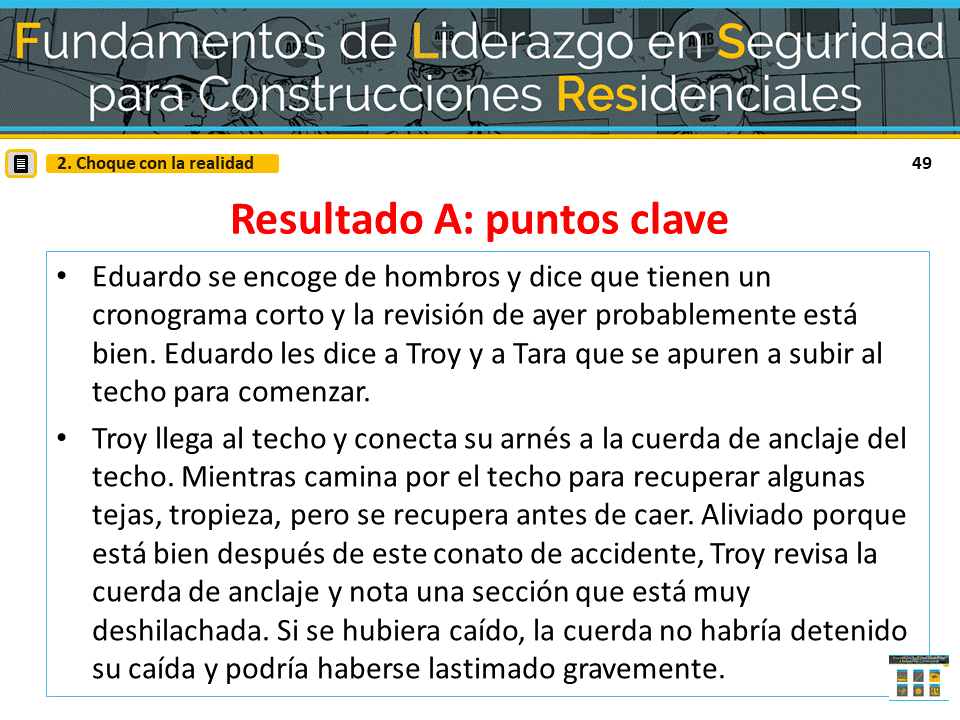 Fundamentos de Liderazgo en Seguridad
para Construcciones Residenciales
2. Choque con la realidad
49
Resultado A: puntos clave
• Eduardo se encoge de hombros y dice que tienen un
cronograma corto y la revisión de ayer probablemente está
bien. Eduardo les dice a Troy y a Tara que se apuren a subir al
techo para comenzar.
• Troy llega al techo y conecta su arnés a la cuerda de anclaje del
techo. Mientras camina por el techo para recuperar algunas
tejas, tropieza, pero se recupera antes de caer. Aliviado porque
está bien después de este conato de accidente, Troy revisa la
cuerda de anclaje y nota una sección que está muy
deshilachada. Si se hubiera caído, la cuerda no habría detenido
su caída y podría haberse lastimado gravemente.